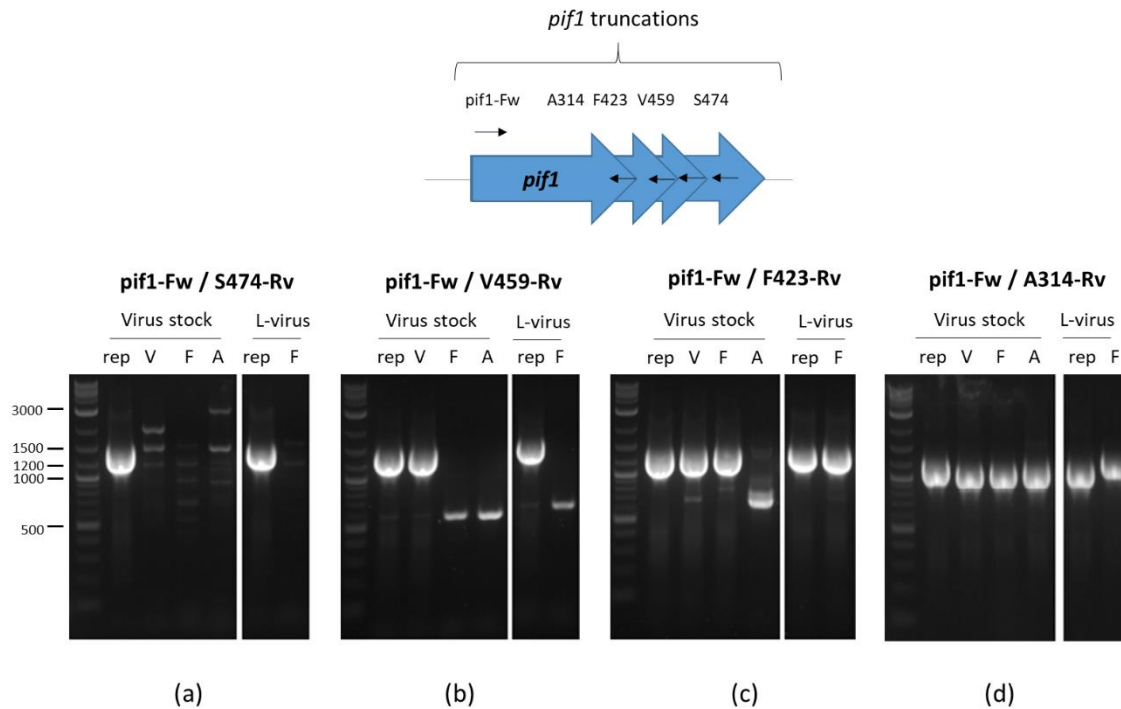 pif1 truncations
pif1-Fw A314 F423 V459 S474
pif1
pif1-Fw / S474-Rv
Virus stock L-virus
rep V F A rep F
3000
1500
1200
1000
500
(a)
pif1-Fw / V459-Rv
Virus stock L-virus
rep V F A rep F
(b)
pif1-Fw / F423-Rv
Virus stock L-virus
rep V F A rep F
(c)
pif1-Fw / A314-Rv
Virus stock L-virus
rep V F A rep F
(d)